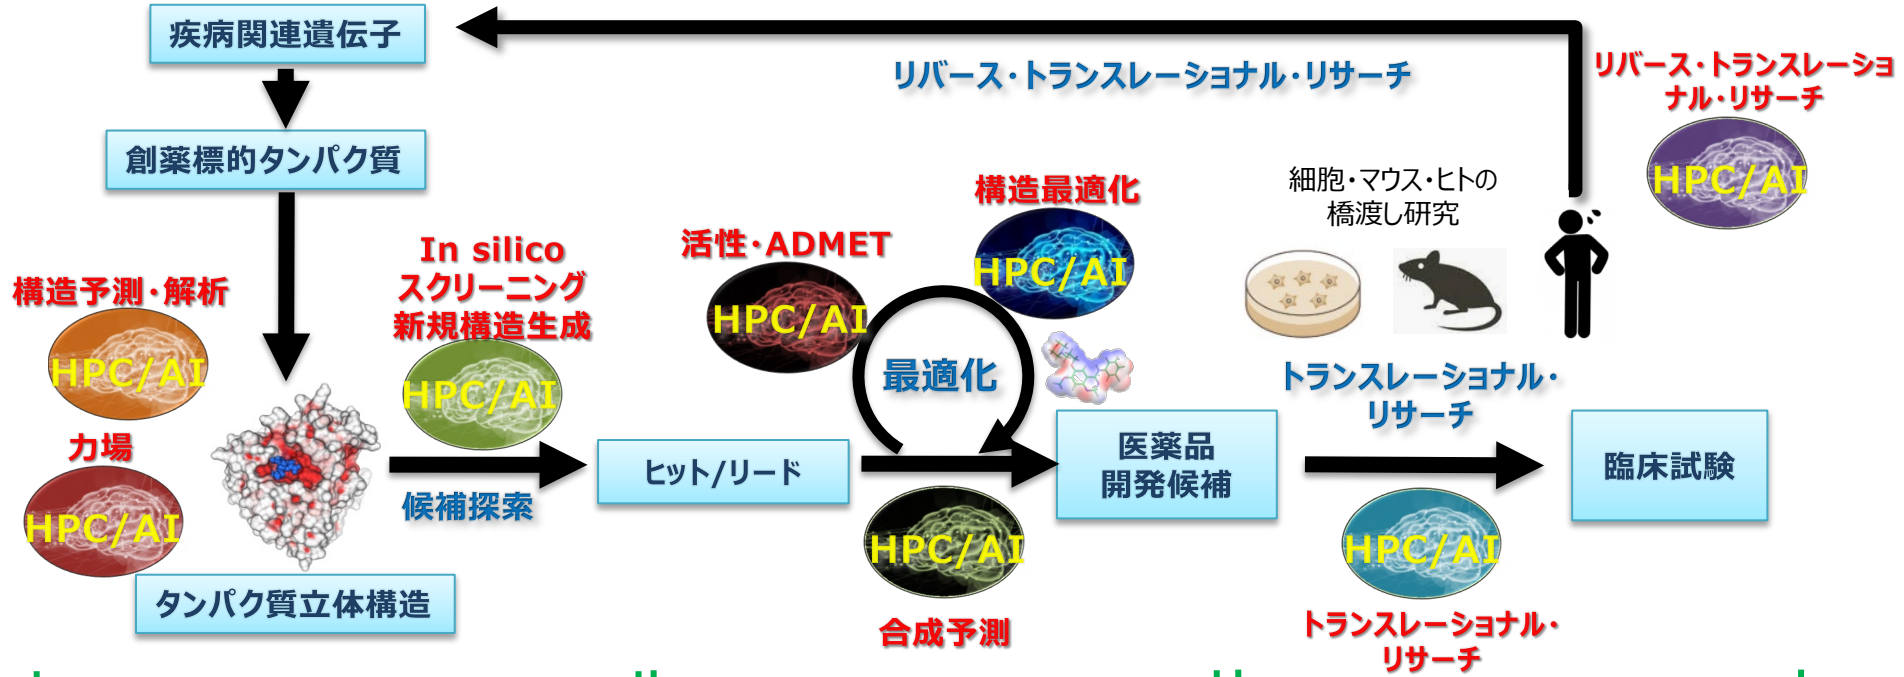 疾病関連遺伝子
リバース・トランスレーショナル・リサーチ
リバース・トランスレーショ
ナル・リサーチ
HPC/AI
創薬標的タンパク質
細胞・マウス・ヒトの
橋渡し研究
構造最適化
HPC/AI
活性・ADMET
HPC/AI
In silico
スクリーニング
新規構造生成
HPC/AI
構造予測・解析
HPC/AI
力場
HPC/AI
最適化
トランスレーショナル・
リサーチ
候補探索
ヒット/リード
医薬品
開発候補
臨床試験
HPC/AI
合成予測
HPC/AI
トランスレーショナル・
リサーチ
タンパク質立体構造